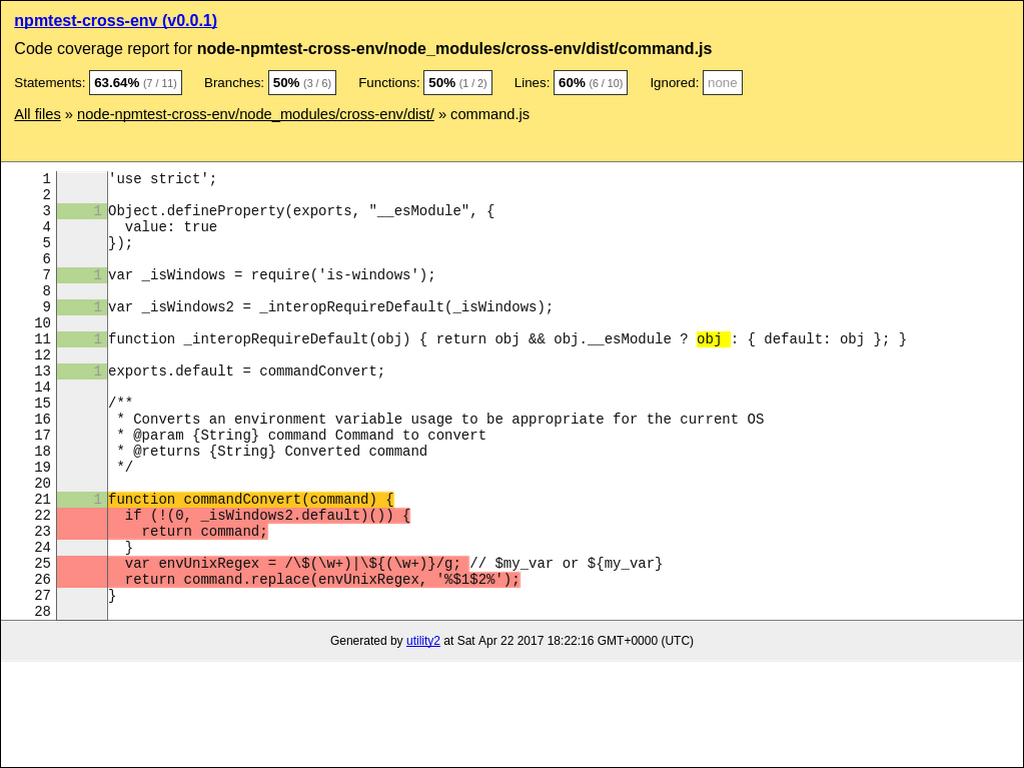 npmtest-cross-env (v0.0.1)
Code coverage report for node-npmtest-cross-env/node_modules/cross-env/dist/command.js
Statements: 63.64% (7 / 11) Branches: 50% (3 / 6) Functions: 50% (1 / 2) Lines: 60% (6 / 10) Ignored: none
All files » node-npmtest-cross-env/node_modules/cross-env/dist/ » command.js
1 'use strict';
2
3 1 Object.defineProperty(exports, "__esModule", {
4 value: true
5 });
6
7 1 var _isWindows = require('is-windows');
8
9 1 var _isWindows2 = _interopRequireDefault(_isWindows);
10
11 1 function _interopRequireDefault(obj) { return obj && obj.__esModule ? obj : { default: obj }; }
12
13 1 exports.default = commandConvert;
14
15 /**
16 * Converts an environment variable usage to be appropriate for the current OS
17 * @param {String} command Command to convert
18 * @returns {String} Converted command
19 */
20
21 1 function commandConvert(command) {
22 if (!(0, _isWindows2.default)()) {
23 return command;
24 }
25 var envUnixRegex = /\$(\w+)|\${(\w+)}/g; // $my_var or ${my_var}
26 return command.replace(envUnixRegex, '%$1$2%');
27 }
28
Generated by utility2 at Sat Apr 22 2017 18:22:16 GMT+0000 (UTC)